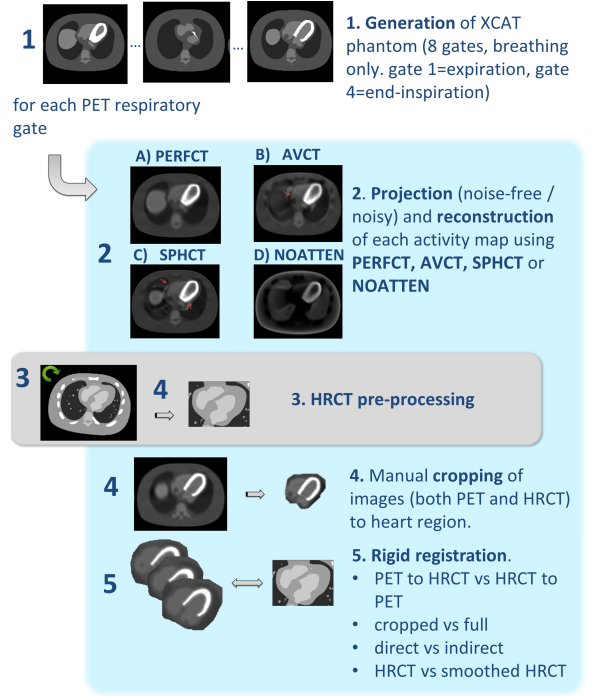 1
... ...
1. Generation of XCAT
phantom (8 gates, breathing
only. gate 1=expiration, gate
4=end-inspiration)
for each PET respiratory
gate
2
A) PERFCT
B) AVCT
C) SPHCT
D) NOATTEN
2. Projection (noise-free /
noisy) and reconstruction
of each activity map using
PERFCT, AVCT, SPHCT or
NOATTEN
3
4
3. HRCT pre-processing
4
4. Manual cropping of
images (both PET and HRCT)
to heart region.
5
5. Rigid registration.
• PET to HRCT vs HRCT to
PET
• cropped vs full
• direct vs indirect
• HRCT vs smoothed HRCT